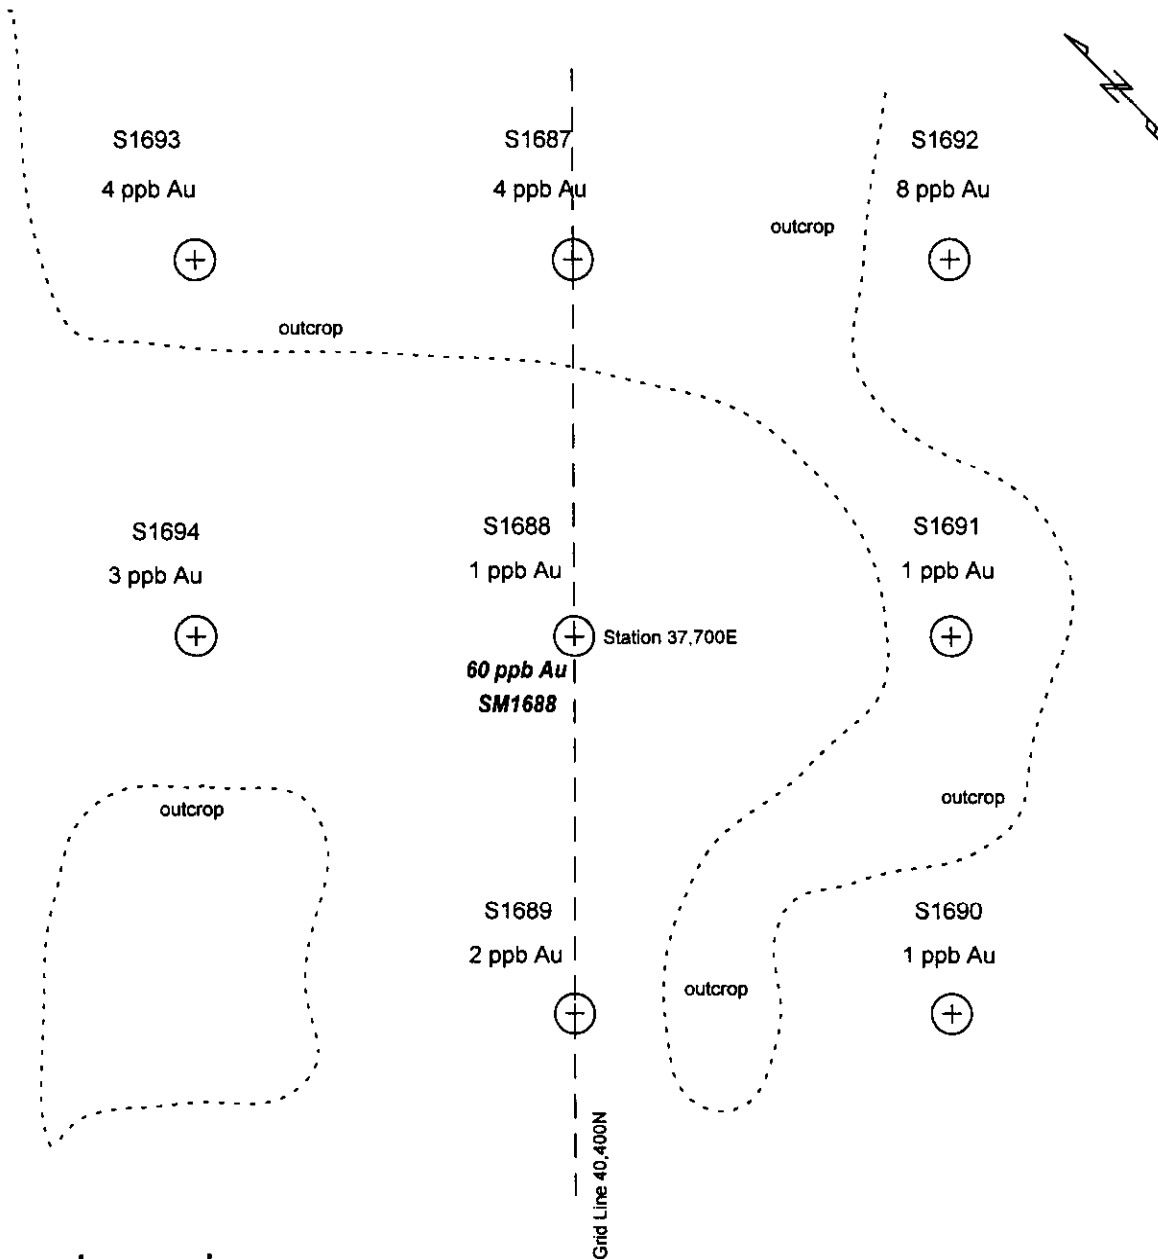 N
S1693
4 ppb Au
S1687
4 ppb Au
S1692
8 ppb Au
outcrop
outcrop
S1694
3 ppb Au
S1688
1 ppb Au
S1691
1 ppb Au
Station 37,700E
60 ppb Au
SM1688
outcrop
outcrop
S1689
2 ppb Au
S1690
1 ppb Au
outcrop
Grid Line 40,400N